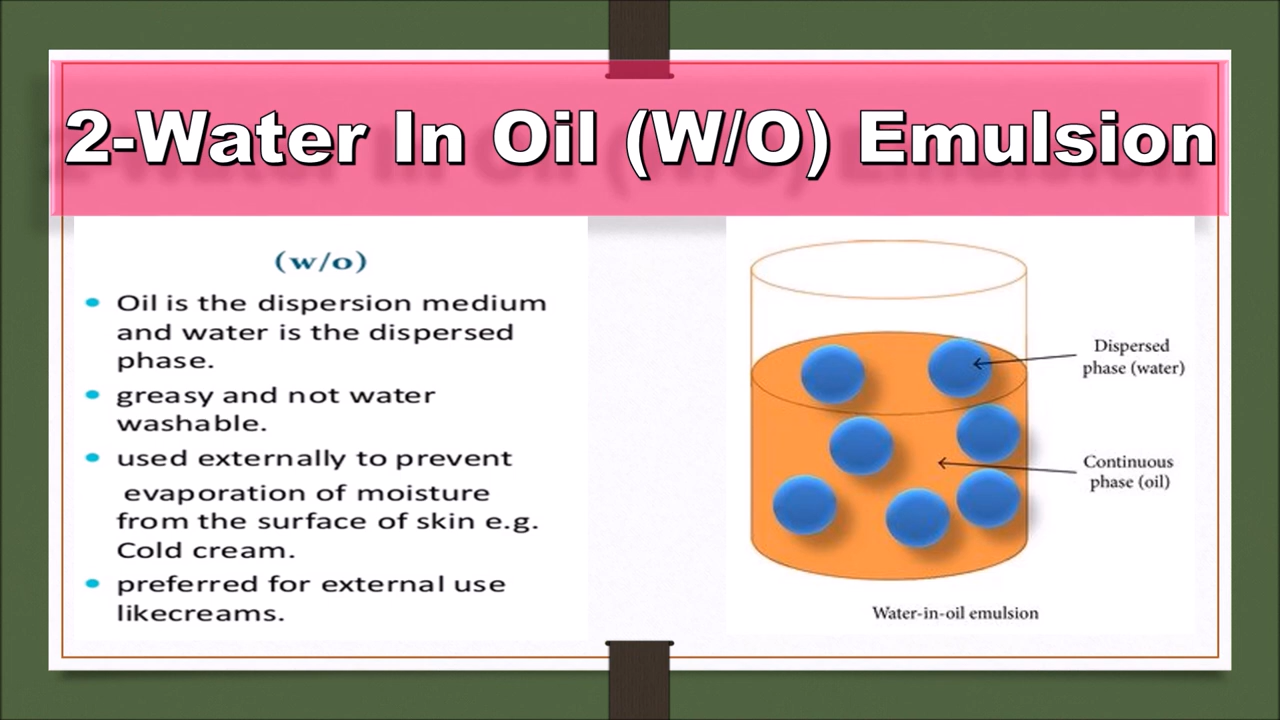 2-Water In Oil (W/O) Emulsion
(w/o)
• Oil is the dispersion medium
and water is the dispersed
phase.
• greasy and not water
washable.
• used externally to prevent
evaporation of moisture
from the surface of skin e.g.
Cold cream.
• preferred for external use
likecreams.
Dispersed
phase (water)
Continuous
phase (oil)
Water-in-oil emulsion